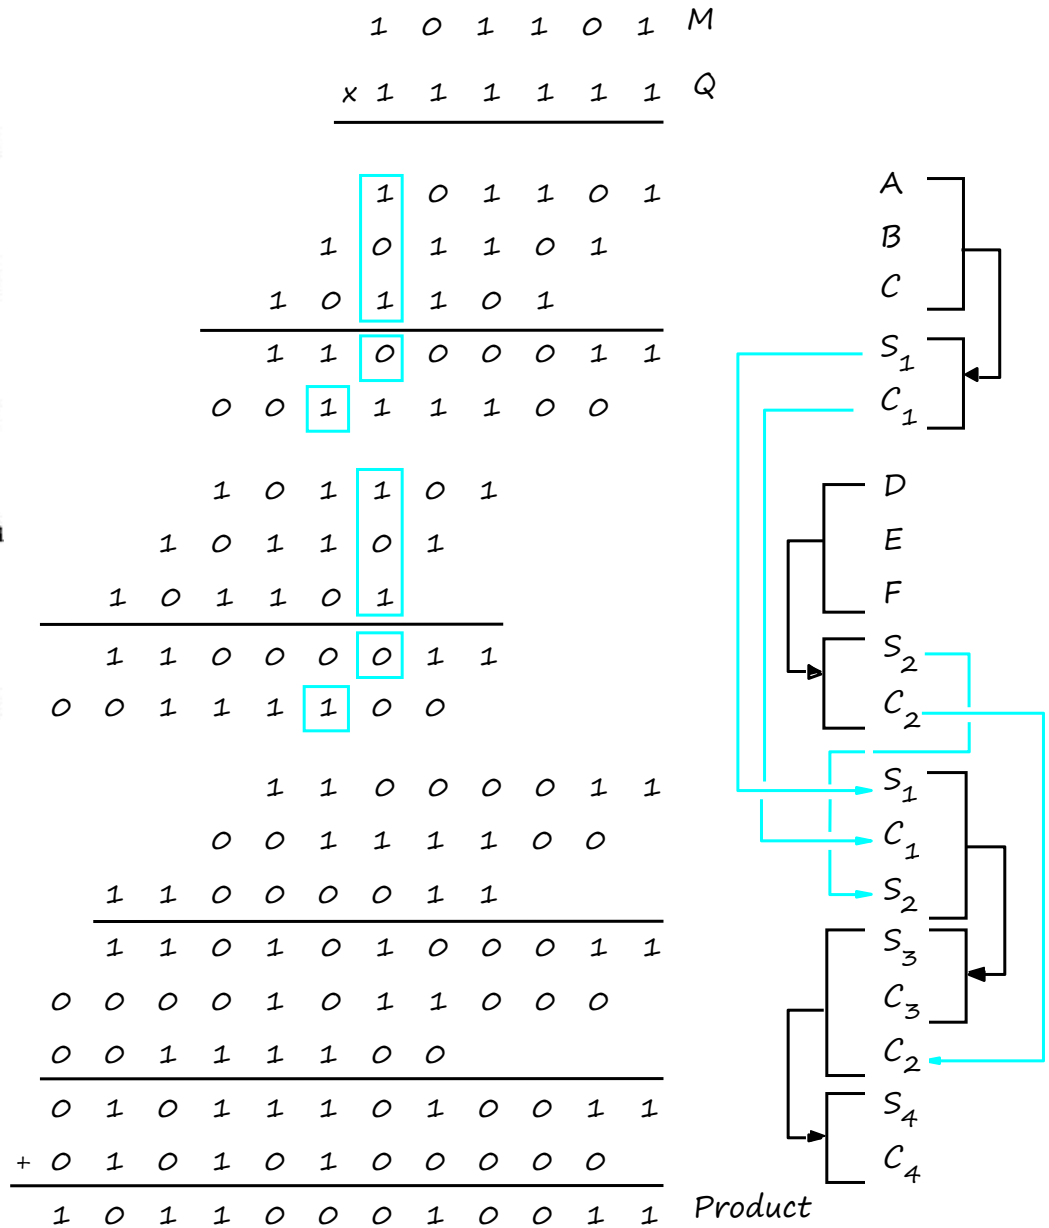 1 0 1 1 0 1 M
x 1 1 1 1 1 1 Q
1 0 1 1 0 1 A
1 0 1 1 0 1 B
1 0 1 1 0 1 C
1 1 0 0 0 0 1 1 S1
0 0 1 1 1 1 0 0 C1
1 0 1 1 0 1 D
1 0 1 1 0 1 E
1 0 1 1 0 1 F
1 1 0 0 0 0 1 1 S2
0 0 1 1 1 1 0 0 C2
1 1 0 0 0 0 1 1 S1
0 0 1 1 1 1 0 0 C1
1 1 0 0 0 0 1 1 S2
1 1 0 1 0 1 0 0 0 1 1 S3
0 0 0 0 1 0 1 1 0 0 0 C3
0 0 1 1 1 1 0 0 C2
0 1 0 1 1 1 0 1 0 0 1 1 S4
+ 0 1 0 1 0 1 0 0 0 0 0 C4
1 0 1 1 0 0 0 1 0 0 1 1 Product